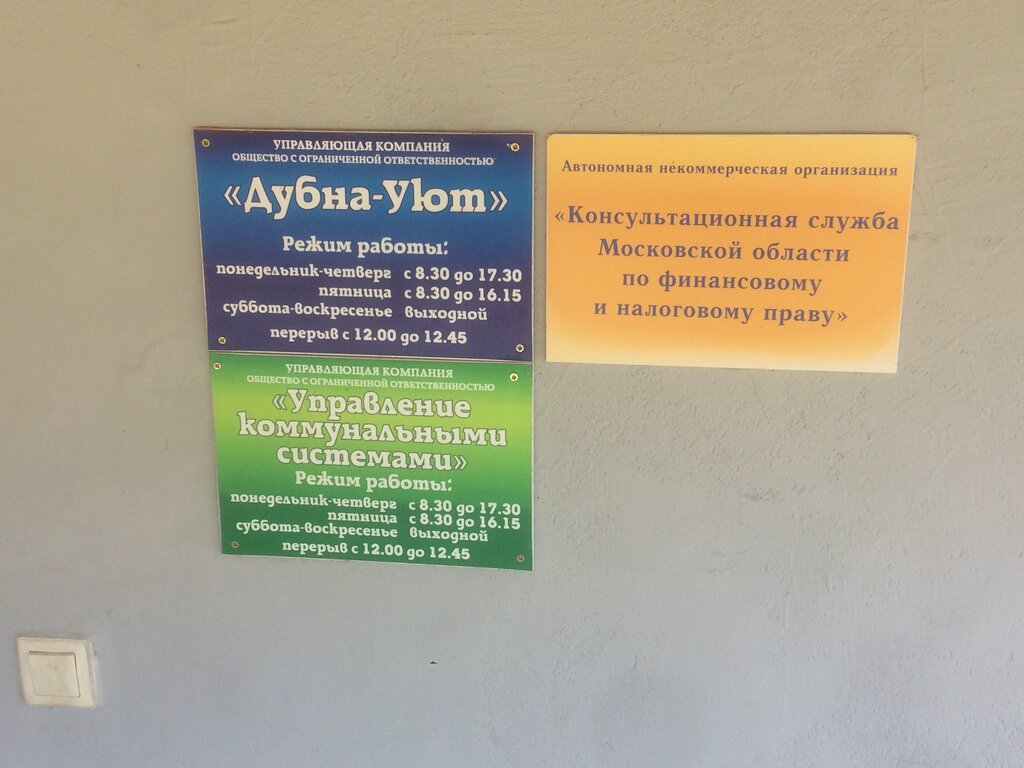 УПРАВЛЯЮЩАЯ КОМПАНИЯ
ОБЩЕСТВО С ОГРАНИЧЕННОЙ ОТВЕТСТВЕННОСТЬЮ
«Дубна-Уют»
Режим работы:
понедельник-четверг с 8.30 до 17.30
пятница с 8.30 до 16.15
суббота-воскресенье выходной
перерыв с 12.00 до 12.45
УПРАВЛЯЮЩАЯ КОМПАНИЯ
ОБЩЕСТВО С ОГРАНИЧЕННОЙ ОТВЕТСТВЕННОСТЬЮ
«Управление
коммунальными
системами»
Режим работы:
понедельник-четверг с 8.30 до 17.30
пятница с 8.30 до 16.15
суббота-воскресенье выходной
перерыв с 12.00 до 12.45
Автономная некоммерческая организация
«Консультационная служба
Московской области
по финансовому
и налоговому праву»